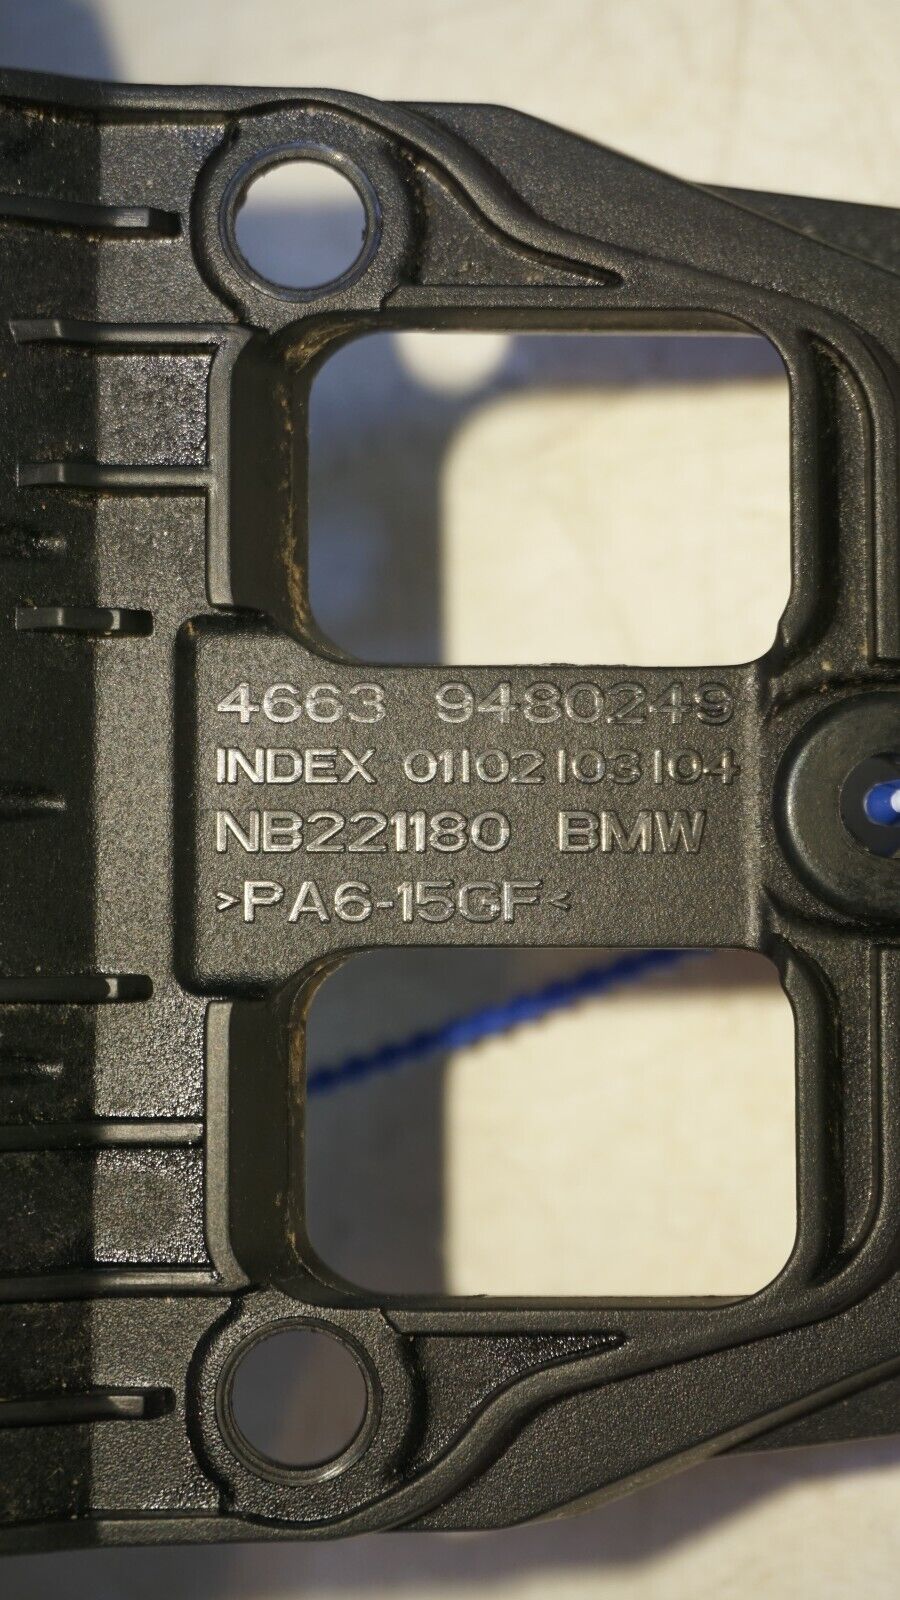 4663 9480249
INDEX 01|02|03|04
NB221180 BMW
>PA6-15GF<